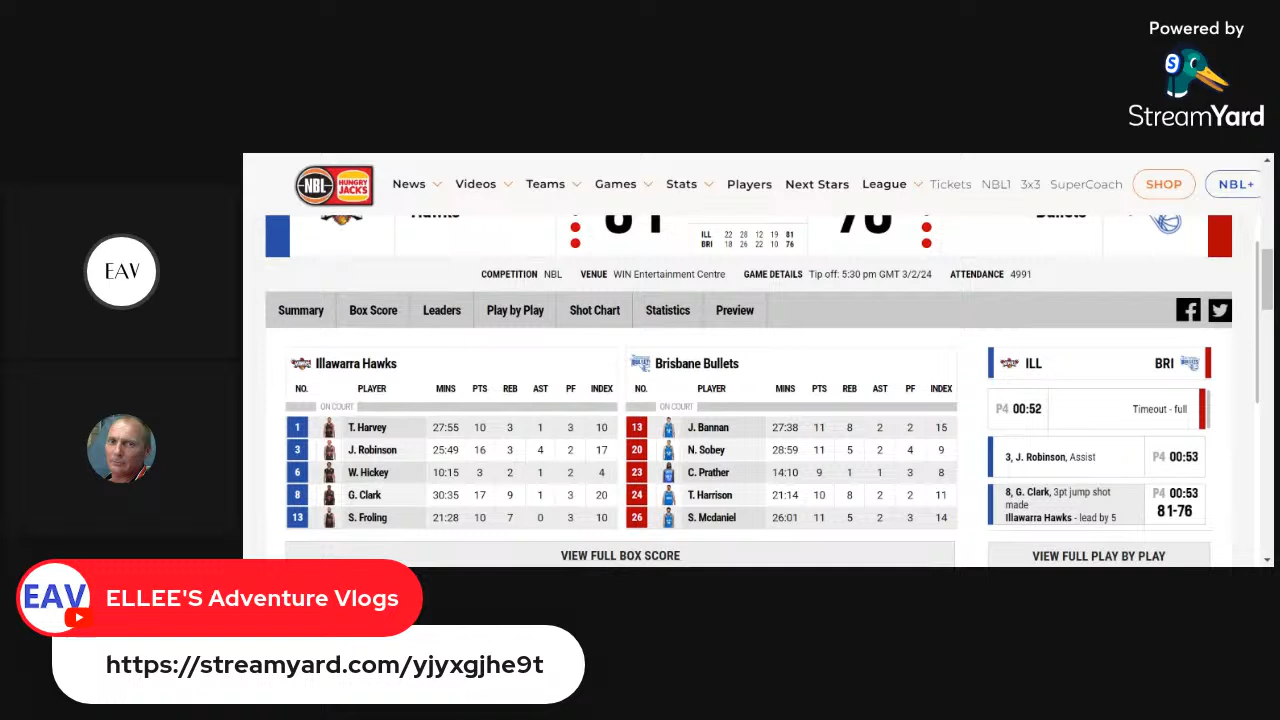 Powered by
StreamYard
NBL HUNGRY JACKS
News Videos Teams Games Stats Players Next Stars League Tickets NBL1 3x3 SuperCoach SHOP NBL+
Hawks 81 76 Bullets
ILL 22 28 12 19 81
BRI 18 26 22 10 76
COMPETITION NBL VENUE WIN Entertainment Centre GAME DETAILS Tip off: 5:30 pm GMT 3/2/24 ATTENDANCE 4991
Summary Box Score Leaders Play by Play Shot Chart Statistics Preview
Illawarra Hawks
NO. PLAYER MINS PTS REB AST PF INDEX
ON COURT
1 T. Harvey 27:55 10 3 1 3 10
3 J. Robinson 25:49 16 3 4 2 17
6 W. Hickey 10:15 3 2 1 2 4
8 G. Clark 30:35 17 9 1 3 20
13 S. Froling 21:28 10 7 0 3 10
Brisbane Bullets
NO. PLAYER MINS PTS REB AST PF INDEX
ON COURT
13 J. Bannan 27:38 11 8 2 2 15
20 N. Sobey 28:59 11 5 2 4 9
23 C. Prather 14:10 9 1 1 3 8
24 T. Harrison 21:14 10 8 2 2 11
26 S. Mcdaniel 26:01 11 5 2 3 14
VIEW FULL BOX SCORE
ILL BRI
P4 00:52 Timeout - full
3, J. Robinson, Assist P4 00:53
8, G. Clark, 3pt jump shot P4 00:53
made 81-76
Illawarra Hawks - lead by 5
VIEW FULL PLAY BY PLAY
EAV
EAV ELLEE'S Adventure Vlogs
https://streamyard.com/yjyxgjhe9t